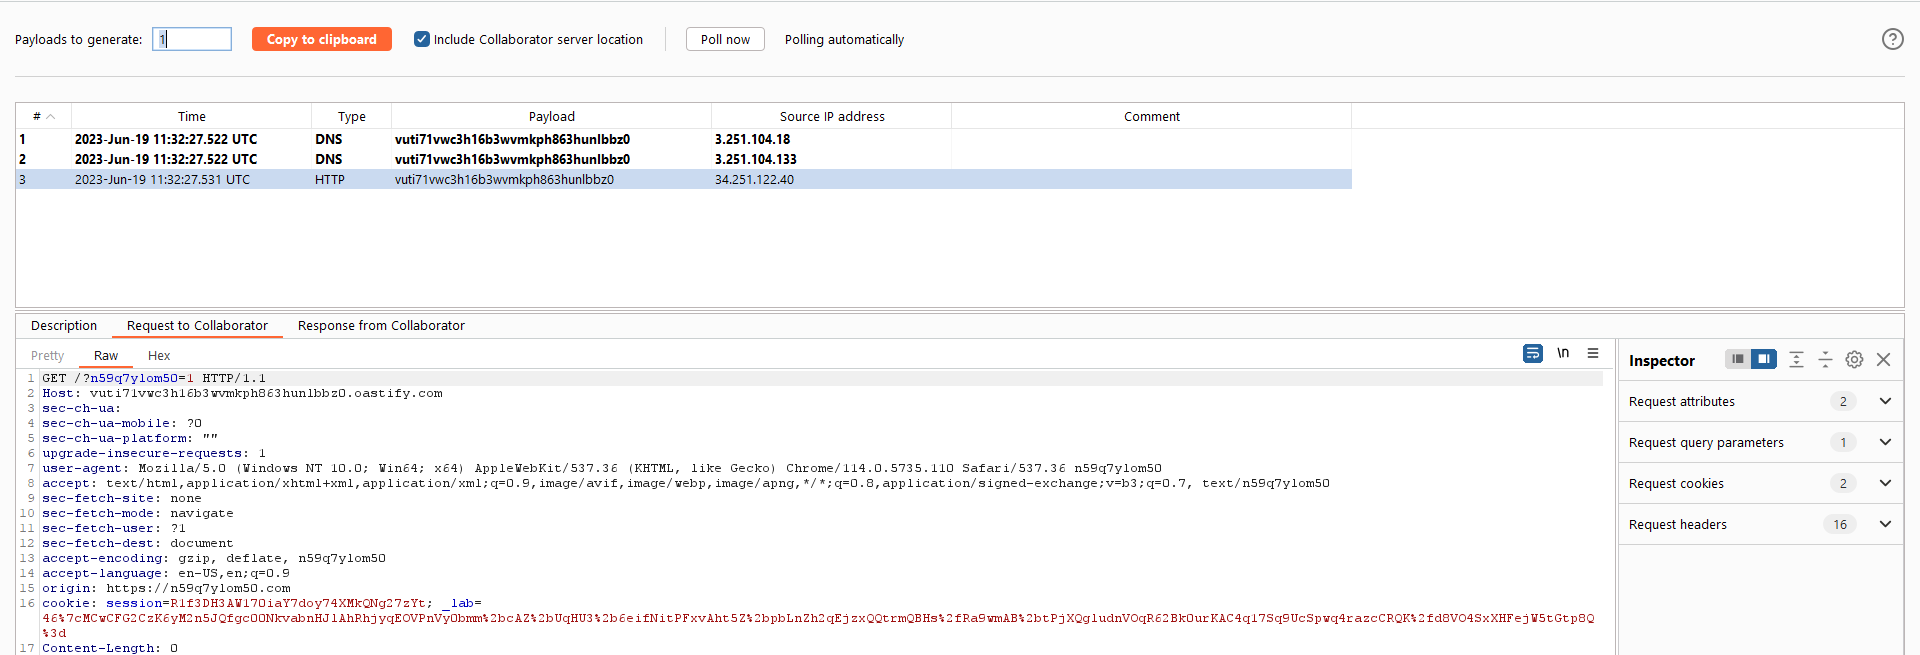 Payloads to generate: 1 Copy to clipboard Include Collaborator server location Poll now Polling automatically ?
# Time Type Payload Source IP address Comment
1 2023-Jun-19 11:32:27.522 UTC DNS vuti71vwc3h16b3wvmkph863hunlbbz0 3.251.104.18
2 2023-Jun-19 11:32:27.522 UTC DNS vuti71vwc3h16b3wvmkph863hunlbbz0 3.251.104.133
3 2023-Jun-19 11:32:27.531 UTC HTTP vuti71vwc3h16b3wvmkph863hunlbbz0 34.251.122.40
Description Request to Collaborator Response from Collaborator
Pretty Raw Hex \n
1 GET /?n59q7ylom50=1 HTTP/1.1
2 Host: vuti71vwc3h16b3wvmkph863hunlbbz0.oastify.com
3 sec-ch-ua:
4 sec-ch-ua-mobile: ?0
5 sec-ch-ua-platform: ""
6 upgrade-insecure-requests: 1
7 user-agent: Mozilla/5.0 (Windows NT 10.0; Win64; x64) AppleWebKit/537.36 (KHTML, like Gecko) Chrome/114.0.5735.110 Safari/537.36 n59q7ylom50
8 accept: text/html,application/xhtml+xml,application/xml;q=0.9,image/avif,image/webp,image/apng,*/*;q=0.8,application/signed-exchange;v=b3;q=0.7, text/n59q7ylom50
9 sec-fetch-site: none
10 sec-fetch-mode: navigate
11 sec-fetch-user: ?1
12 sec-fetch-dest: document
13 accept-encoding: gzip, deflate, n59q7ylom50
14 accept-language: en-US,en;q=0.9
15 origin: https://n59q7ylom50.com
16 cookie: session=R1f3DH3AW170iaY7doy74XMkQNg27zYt; _lab=
46%7cMCwCFG2CzK6yM2n5JQfgcOONkvabnHJlAhRhjyqEOVPnVyObmm%2bcAZ%2bUqHU3%2b6eifNitPFxvAht5Z%2bpbLnZh2qEjzxQQtrmQBHs%2fRa9wmAB%2btPjXQgludnVOqR62BkOurKAC4q17Sq9UcSpwq4razcCRQK%2fd8VO4SxXHFejW5tGtp8Q
%3d
17 Content-Length: 0
Inspector
Request attributes 2
Request query parameters 1
Request cookies 2
Request headers 16